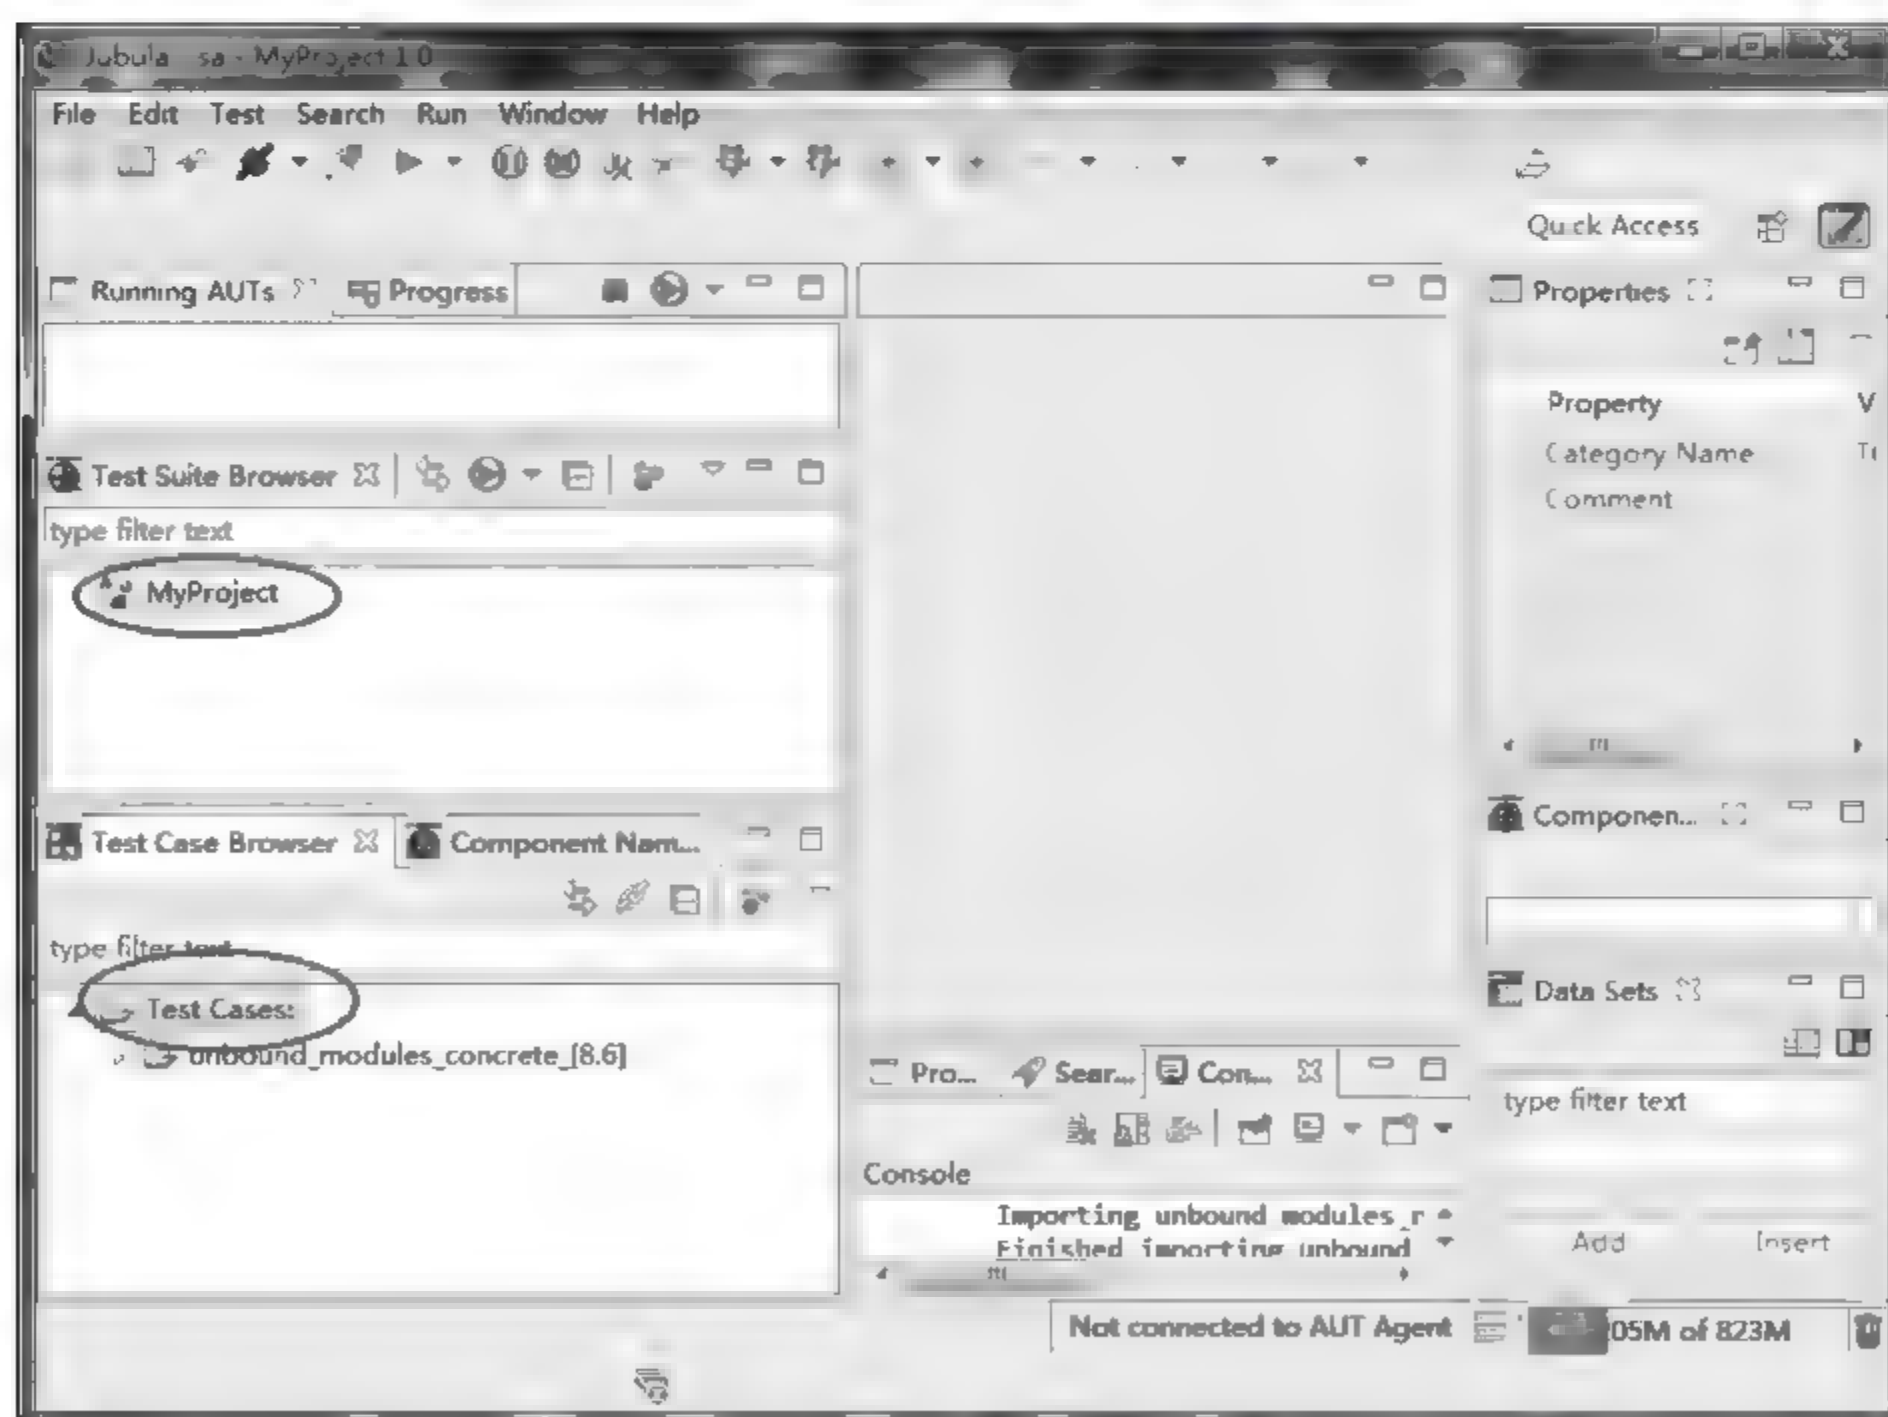 Jubula sa - MyProject 1.0
File Edit Test Search Run Window Help
Quick Access
Running AUTs Progress
Properties
Property V
Category Name
Comment
Test Suite Browser
type filter text
MyProject
Componen...
Test Case Browser Component Nam...
type filter text
Test Cases:
unbound_modules_concrete_[8.6]
Data Sets
type filter text
Add Insert
Pro... Sear... Con...
Console
Importing unbound modules_r
Finished importing unbound
Not connected to AUT Agent
05M of 823M